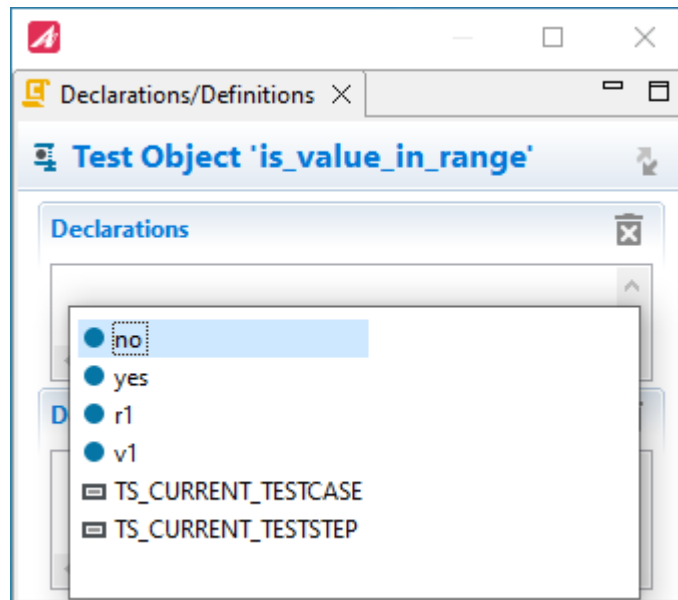 Declarations/Definitions
Test Object 'is_value_in_range'
Declarations
no
yes
D
r1
v1
TS_CURRENT_TESTCASE
TS_CURRENT_TESTSTEP